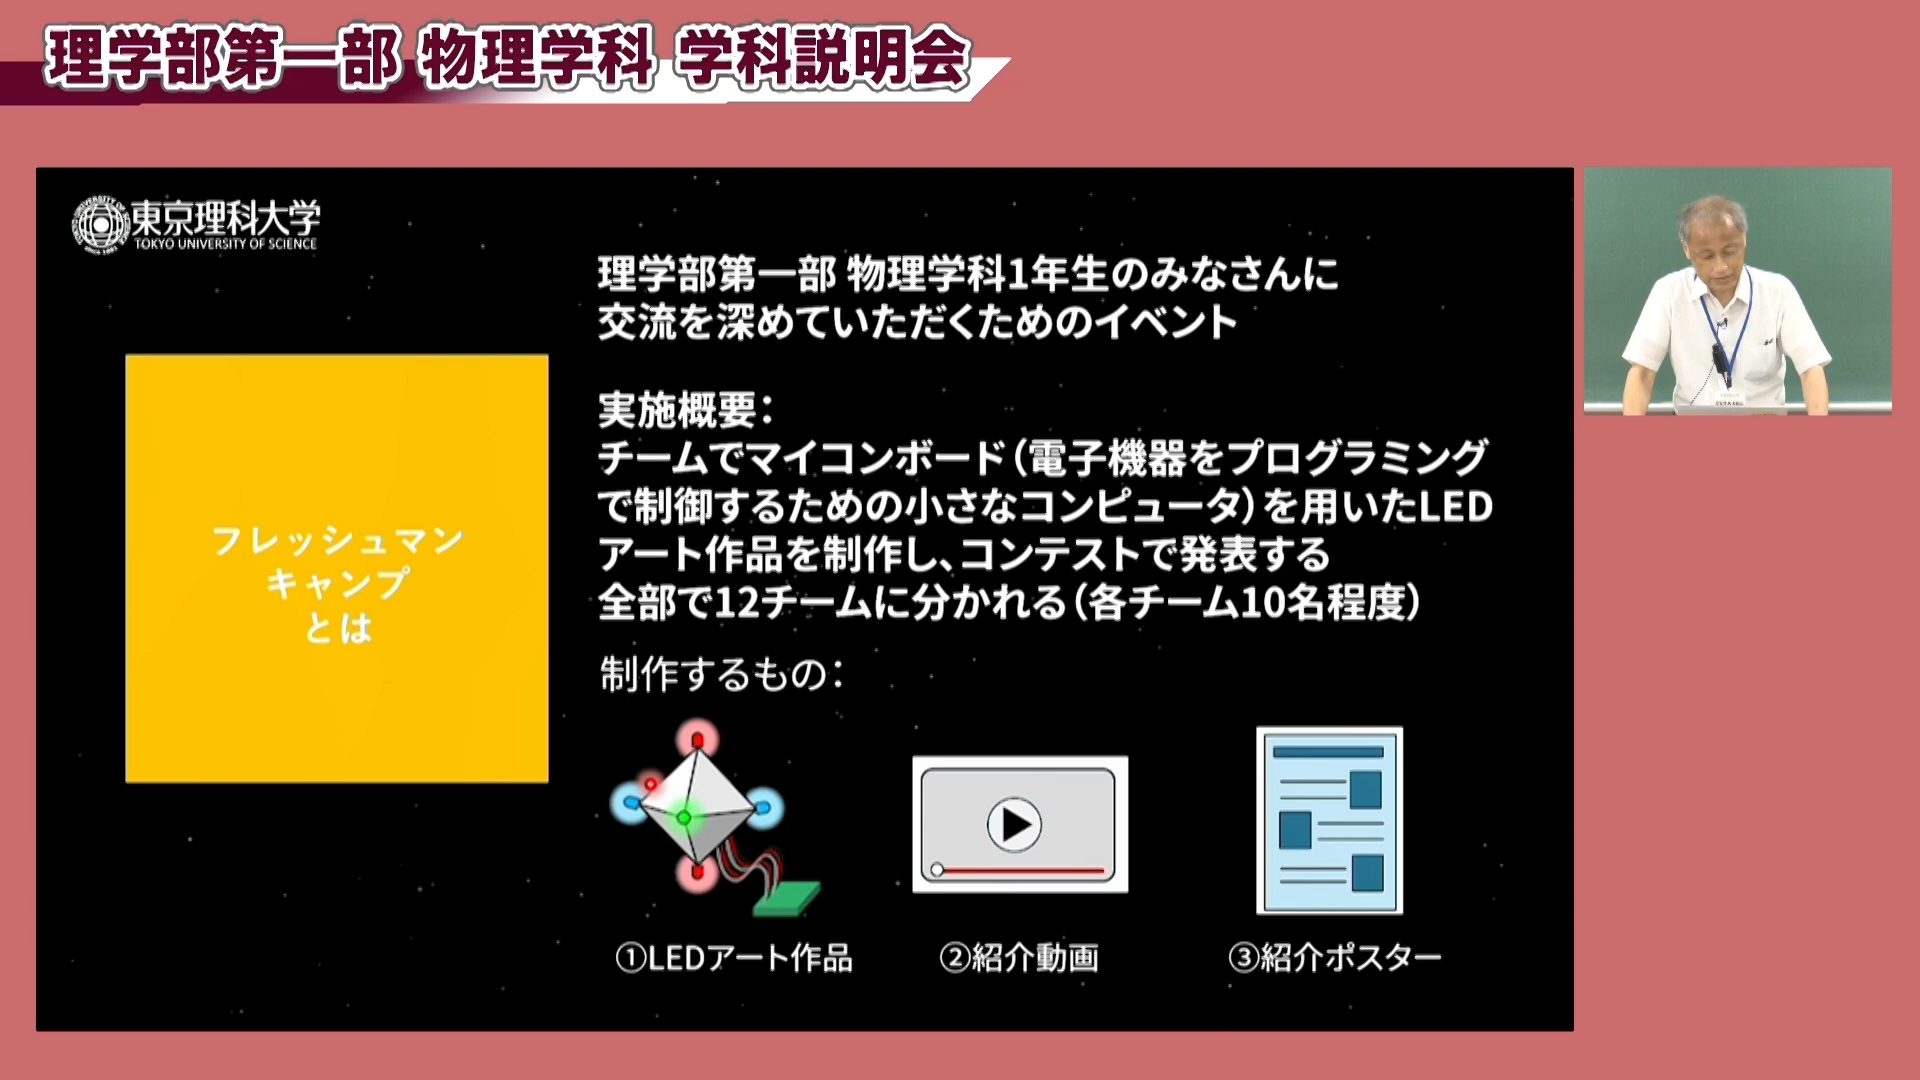 理学部第一部 物理学科 学科説明会
東京理科大学
TOKYO UNIVERSITY OF SCIENCE
フレッシュマン
キャンプ
とは
理学部第一部 物理学科1年生のみなさんに
交流を深めていただくためのイベント
実施概要：
チームでマイコンボード（電子機器をプログラミング
で制御するための小さなコンピュータ）を用いたLED
アート作品を制作し、コンテストで発表する
全部で12チームに分かれる（各チーム10名程度）
制作するもの：
①LEDアート作品
②紹介動画
③紹介ポスター